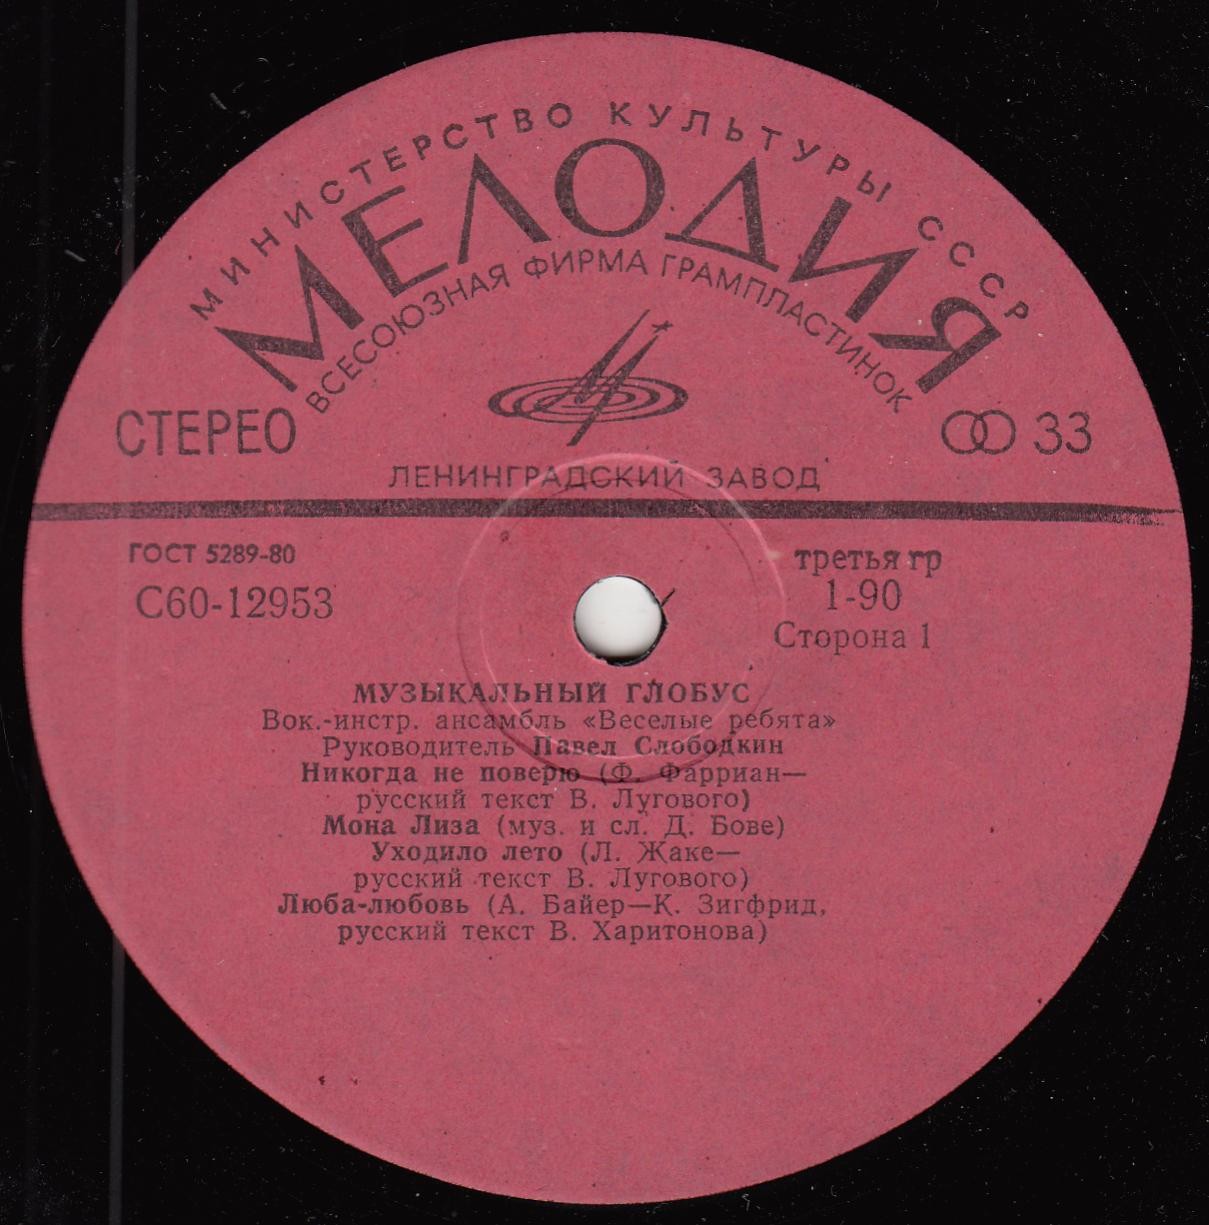 МИНИСТЕРСТВО КУЛЬТУРЫ СССР
МЕЛОДИЯ
ВСЕСОЮЗНАЯ ФИРМА ГРАМПЛАСТИНОК
СТЕРЕО
33
ЛЕНИНГРАДСКИЙ ЗАВОД
ГОСТ 5289-80
третья гр
С60-12953
1-90
Сторона 1
МУЗЫКАЛЬНЫЙ ГЛОБУС
Вок.-инстр. ансамбль «Веселые ребята»
Руководитель Павел Слободкин
Никогда не поверю (Ф. Фарриан—
русский текст В. Лугового)
Мона Лиза (муз. и сл. Д. Бове)
Уходило лето (Л. Жаке—
русский текст В. Лугового)
Люба-любовь (А. Байер—К. Зигфрид,
русский текст В. Харитонова)